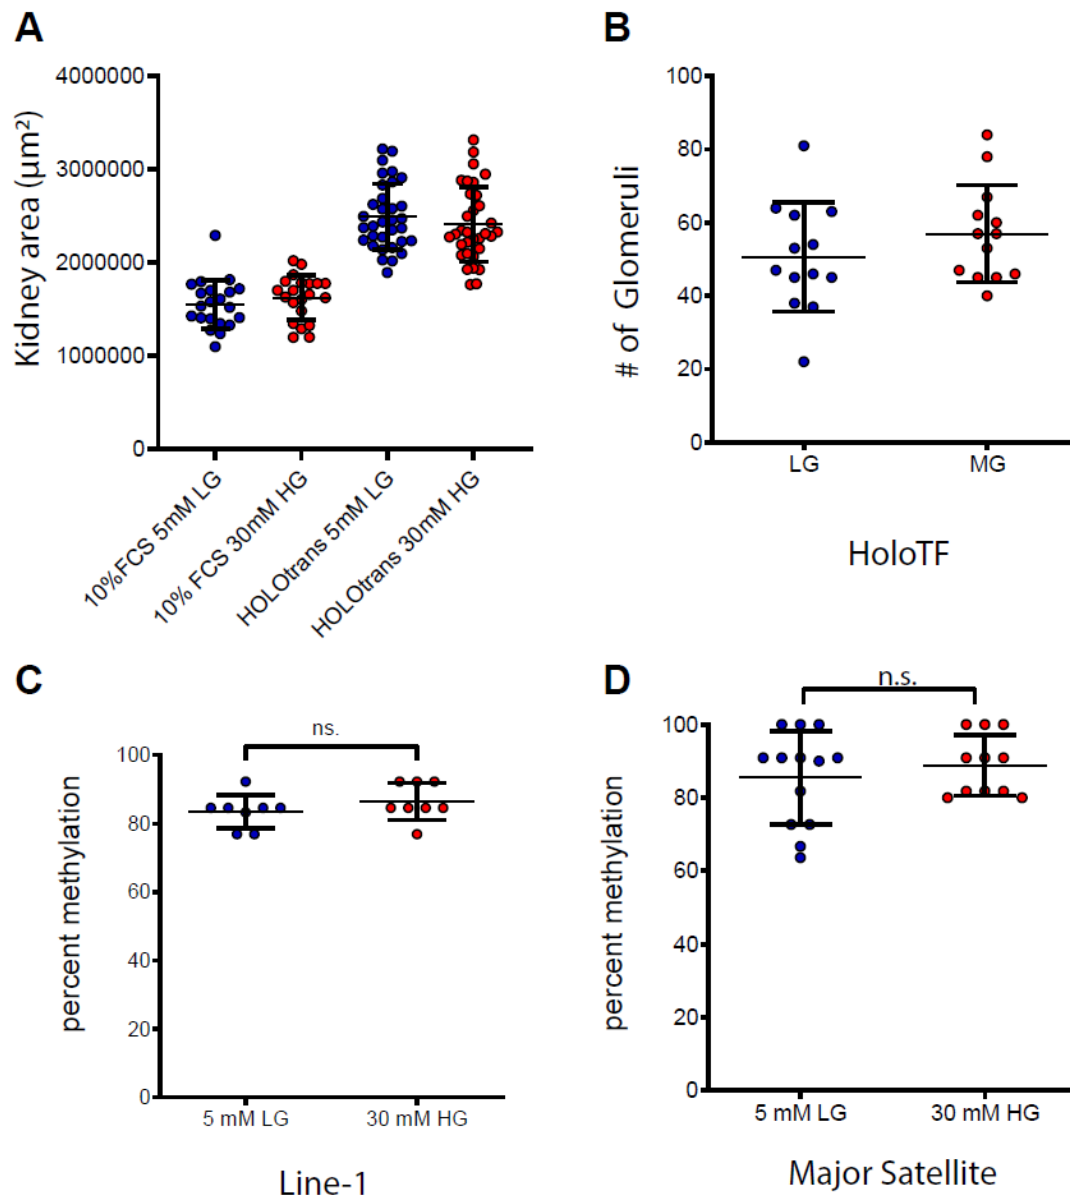 A
Kidney area (µm²)
4000000
3000000
2000000
1000000
0
10%FCS 5mM LG
10% FCS 30mM HG
HOLOtrans 5mM LG
HOLOtrans 30mM HG
B
# of Glomeruli
100
80
60
40
20
0
LG
MG
HoloTF
C
ns.
percent methylation
100
80
60
40
20
0
5 mM LG
30 mM HG
Line-1
D
n.s.
percent methylation
100
80
60
40
20
0
5 mM LG
30 mM HG
Major Satellite